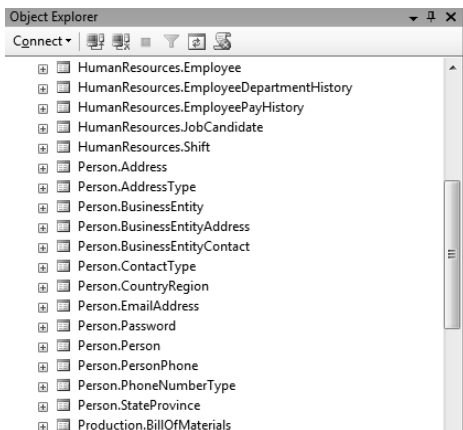 Object Explorer
Connect
HumanResources.Employee
HumanResources.EmployeeDepartmentHistory
HumanResources.EmployeePayHistory
HumanResources.JobCandidate
HumanResources.Shift
Person.Address
Person.AddressType
Person.BusinessEntity
Person.BusinessEntityAddress
Person.BusinessEntityContact
Person.ContactType
Person.CountryRegion
Person.EmailAddress
Person.Password
Person.Person
Person.PersonPhone
Person.PhoneNumberType
Person.StateProvince
Production.BillOfMaterials